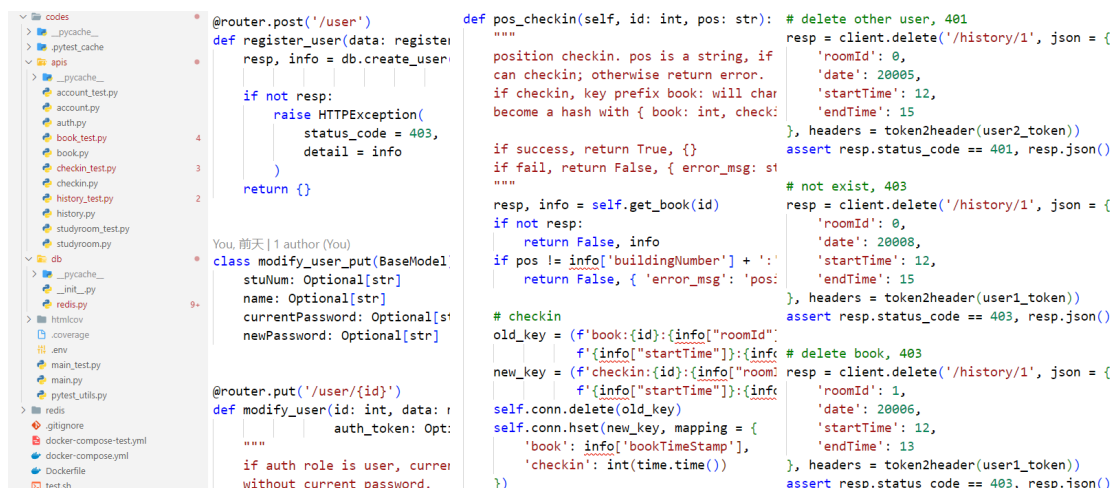 codes
__pycache__
.pytest_cache
apis
__pycache__
account_test.py
account.py
auth.py
book_test.py 4
book.py
checkin_test.py 3
checkin.py
history_test.py 2
history.py
studyroom_test.py
studyroom.py
db
__pycache__
__init__.py
redis.py 9+
htmlcov
.coverage
.env
main_test.py
main.py
pytest_utils.py
redis
.gitignore
docker-compose-test.yml
docker-compose.yml
Dockerfile
test.sh
@router.post('/user')
def register_user(data: register
resp, info = db.create_user(
if not resp:
raise HTTPException(
status_code = 403,
detail = info
)
return {}
You, 前天 | 1 author (You)
class modify_user_put(BaseModel)
stuNum: Optional[str]
name: Optional[str]
currentPassword: Optional[st
newPassword: Optional[str]
@router.put('/user/{id}')
def modify_user(id: int, data: m
auth_token: Opti
"""
if auth role is user, curren
without current password.
def pos_checkin(self, id: int, pos: str):
"""
position checkin. pos is a string, if
can checkin; otherwise return error.
if checkin, key prefix book: will chan
become a hash with { book: int, checki
if success, return True, {}
if fail, return False, { error_msg: st
"""
resp, info = self.get_book(id)
if not resp:
return False, info
if pos != info['buildingNumber'] + ':'
return False, { 'error_msg': 'posi
# checkin
old_key = (f'book:{id}:{info["roomId"]
f'{info["startTime"]}:{info
new_key = (f'checkin:{id}:{info["room
f'{info["startTime"]}:{info
self.conn.delete(old_key)
self.conn.hset(new_key, mapping = {
'book': info['bookTimeStamp'],
'checkin': int(time.time())
})
# delete other user, 401
resp = client.delete('/history/1', json = {
'roomId': 0,
'date': 20005,
'startTime': 12,
'endTime': 15
}, headers = token2header(user2_token))
assert resp.status_code == 401, resp.json()
# not exist, 403
resp = client.delete('/history/1', json = {
'roomId': 0,
'date': 20008,
'startTime': 12,
'endTime': 15
}, headers = token2header(user1_token))
assert resp.status_code == 403, resp.json()
# delete book, 403
resp = client.delete('/history/1', json = {
'roomId': 1,
'date': 20006,
'startTime': 12,
'endTime': 13
}, headers = token2header(user1_token))
assert resp.status_code == 403, resp.json()